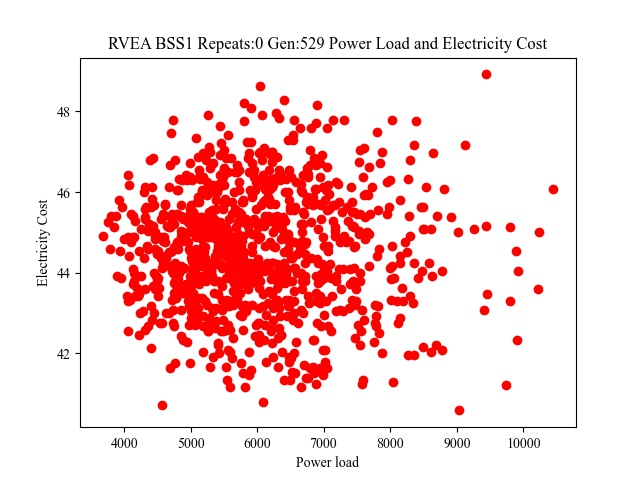 RVEA BSS1 Repeats:0 Gen:529 Power Load and Electricity Cost
48
46
44
42
Electricity Cost
4000 5000 6000 7000 8000 9000 10000
Power load